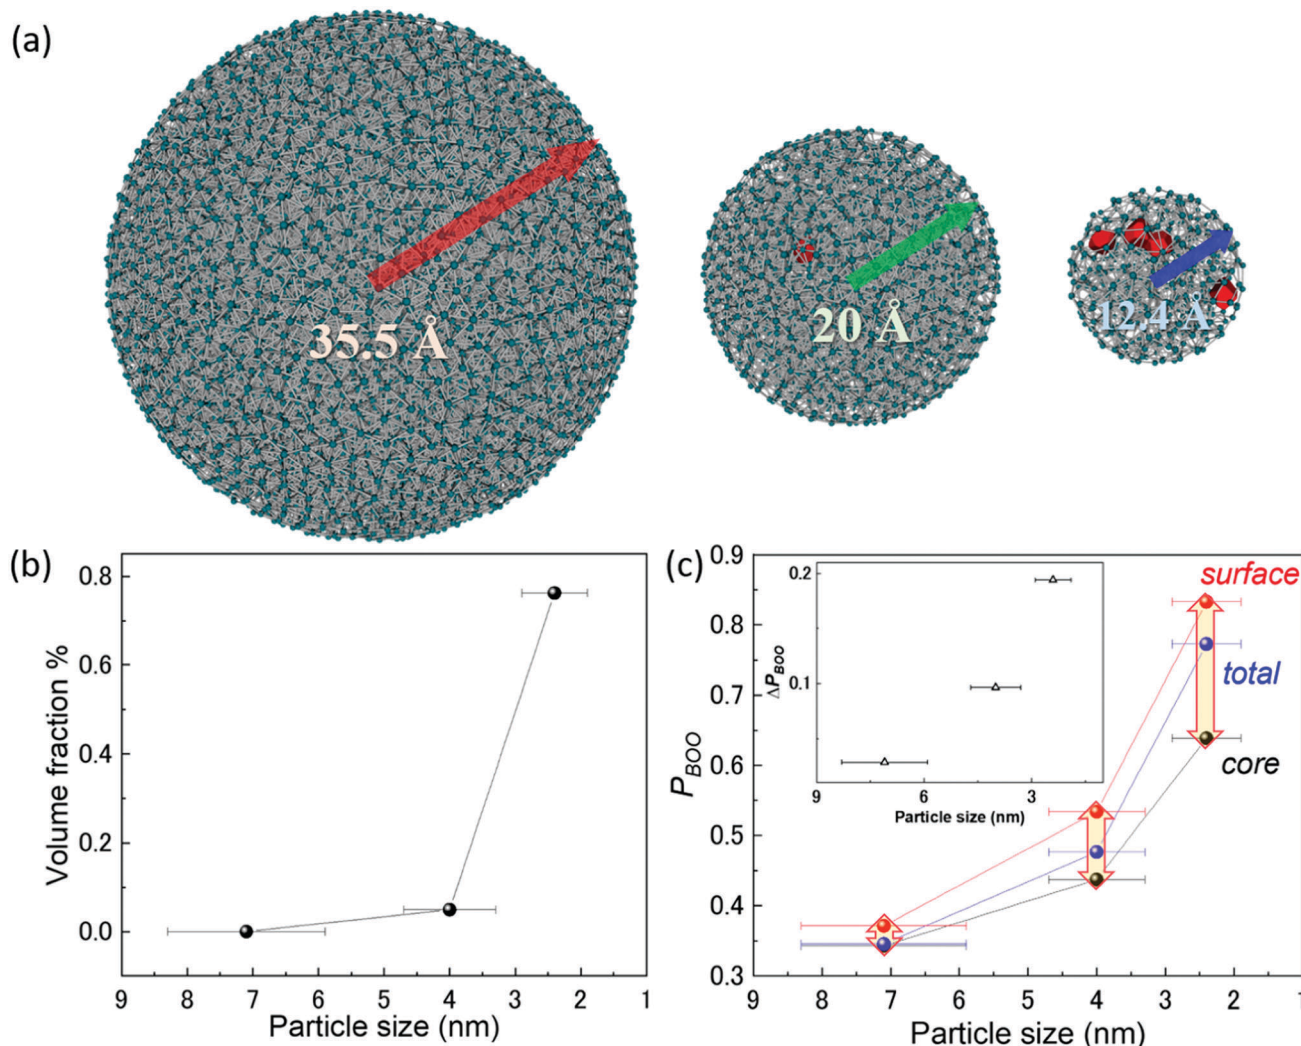 (a)
35.5 Å
20 Å
12.4 Å
(b)
Volume fraction %
0.8
0.6
0.4
0.2
0.0
9 8 7 6 5 4 3 2 1
Particle size (nm)
(c)
P_BOO
0.9
0.8
0.7
0.6
0.5
0.4
0.3
9 8 7 6 5 4 3 2 1
Particle size (nm)
surface
total
core
ΔP_BOO
0.2
0.1
9 6 3
Particle size (nm)